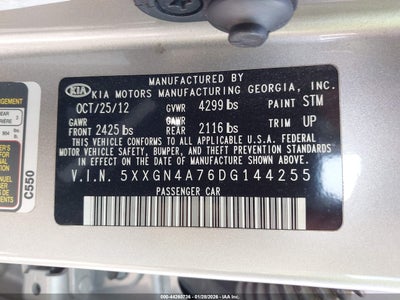 MANUFACTURED BY
KIA KIA MOTORS MANUFACTURING GEORGIA, INC.
OCT/25/12 GVWR 4299 lbs PAINT STM
GAWR FRONT 2425 lbs GAWR REAR 2116 lbs TRIM UP
THIS VEHICLE CONFORMS TO ALL APPLICABLE U.S.A. FEDERAL
MOTOR VEHICLE SAFETY, BUMPER, AND THEFT PREVENTION
STANDARDS IN EFFECT ON THE DATE OF MANUFACTURE SHOWN ABOVE.
V.I.N. 5XXGN4A76DG144255
PASSENGER CAR
C550